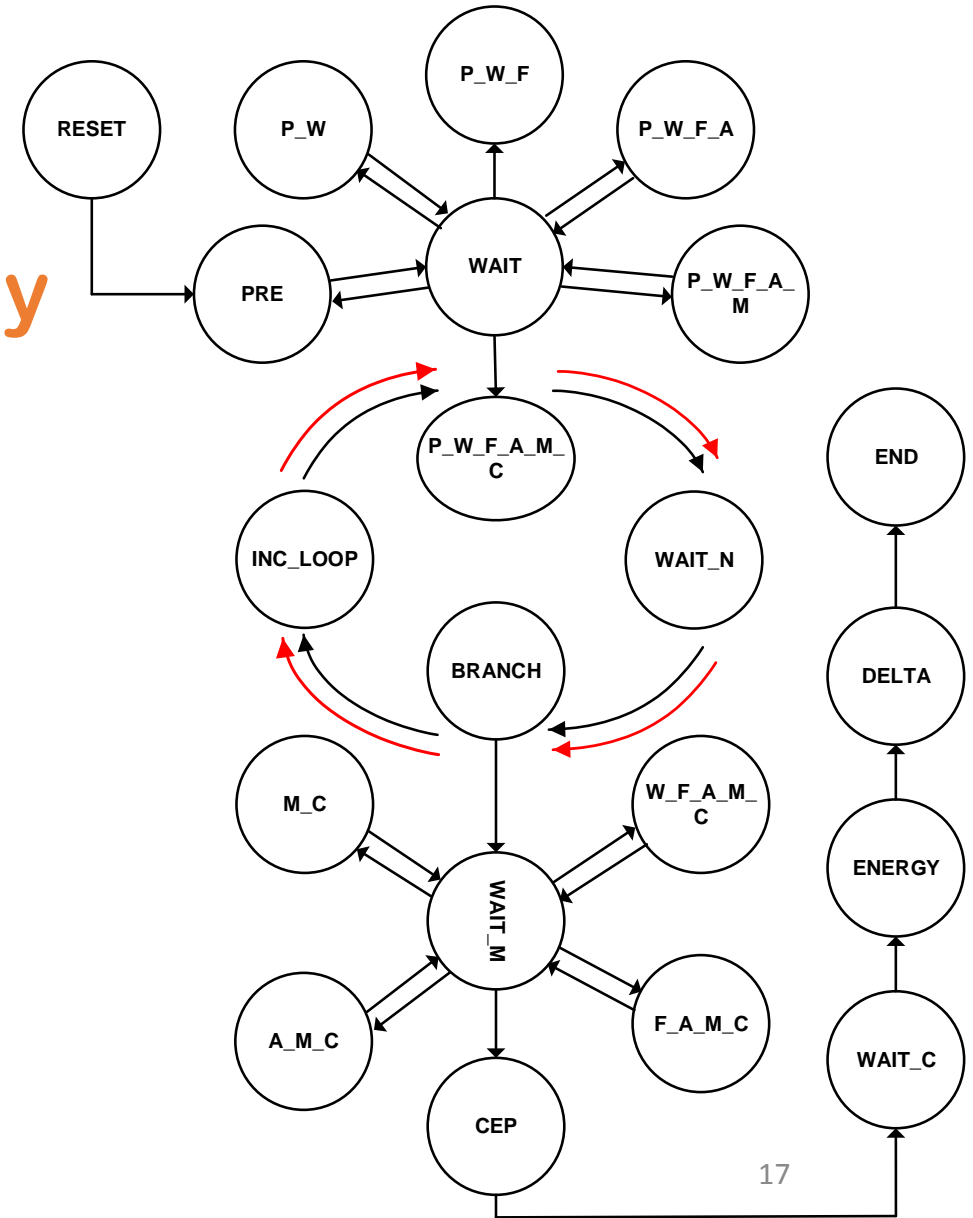 P_W_F
RESET
P_W
P_W_F_A
y
PRE
WAIT
P_W_F_A_
M
P_W_F_A_M_
C
END
INC_LOOP
WAIT_N
BRANCH
DELTA
M_C
W_F_A_M_
C
WAIT_M
ENERGY
A_M_C
F_A_M_C
WAIT_C
CEP
17